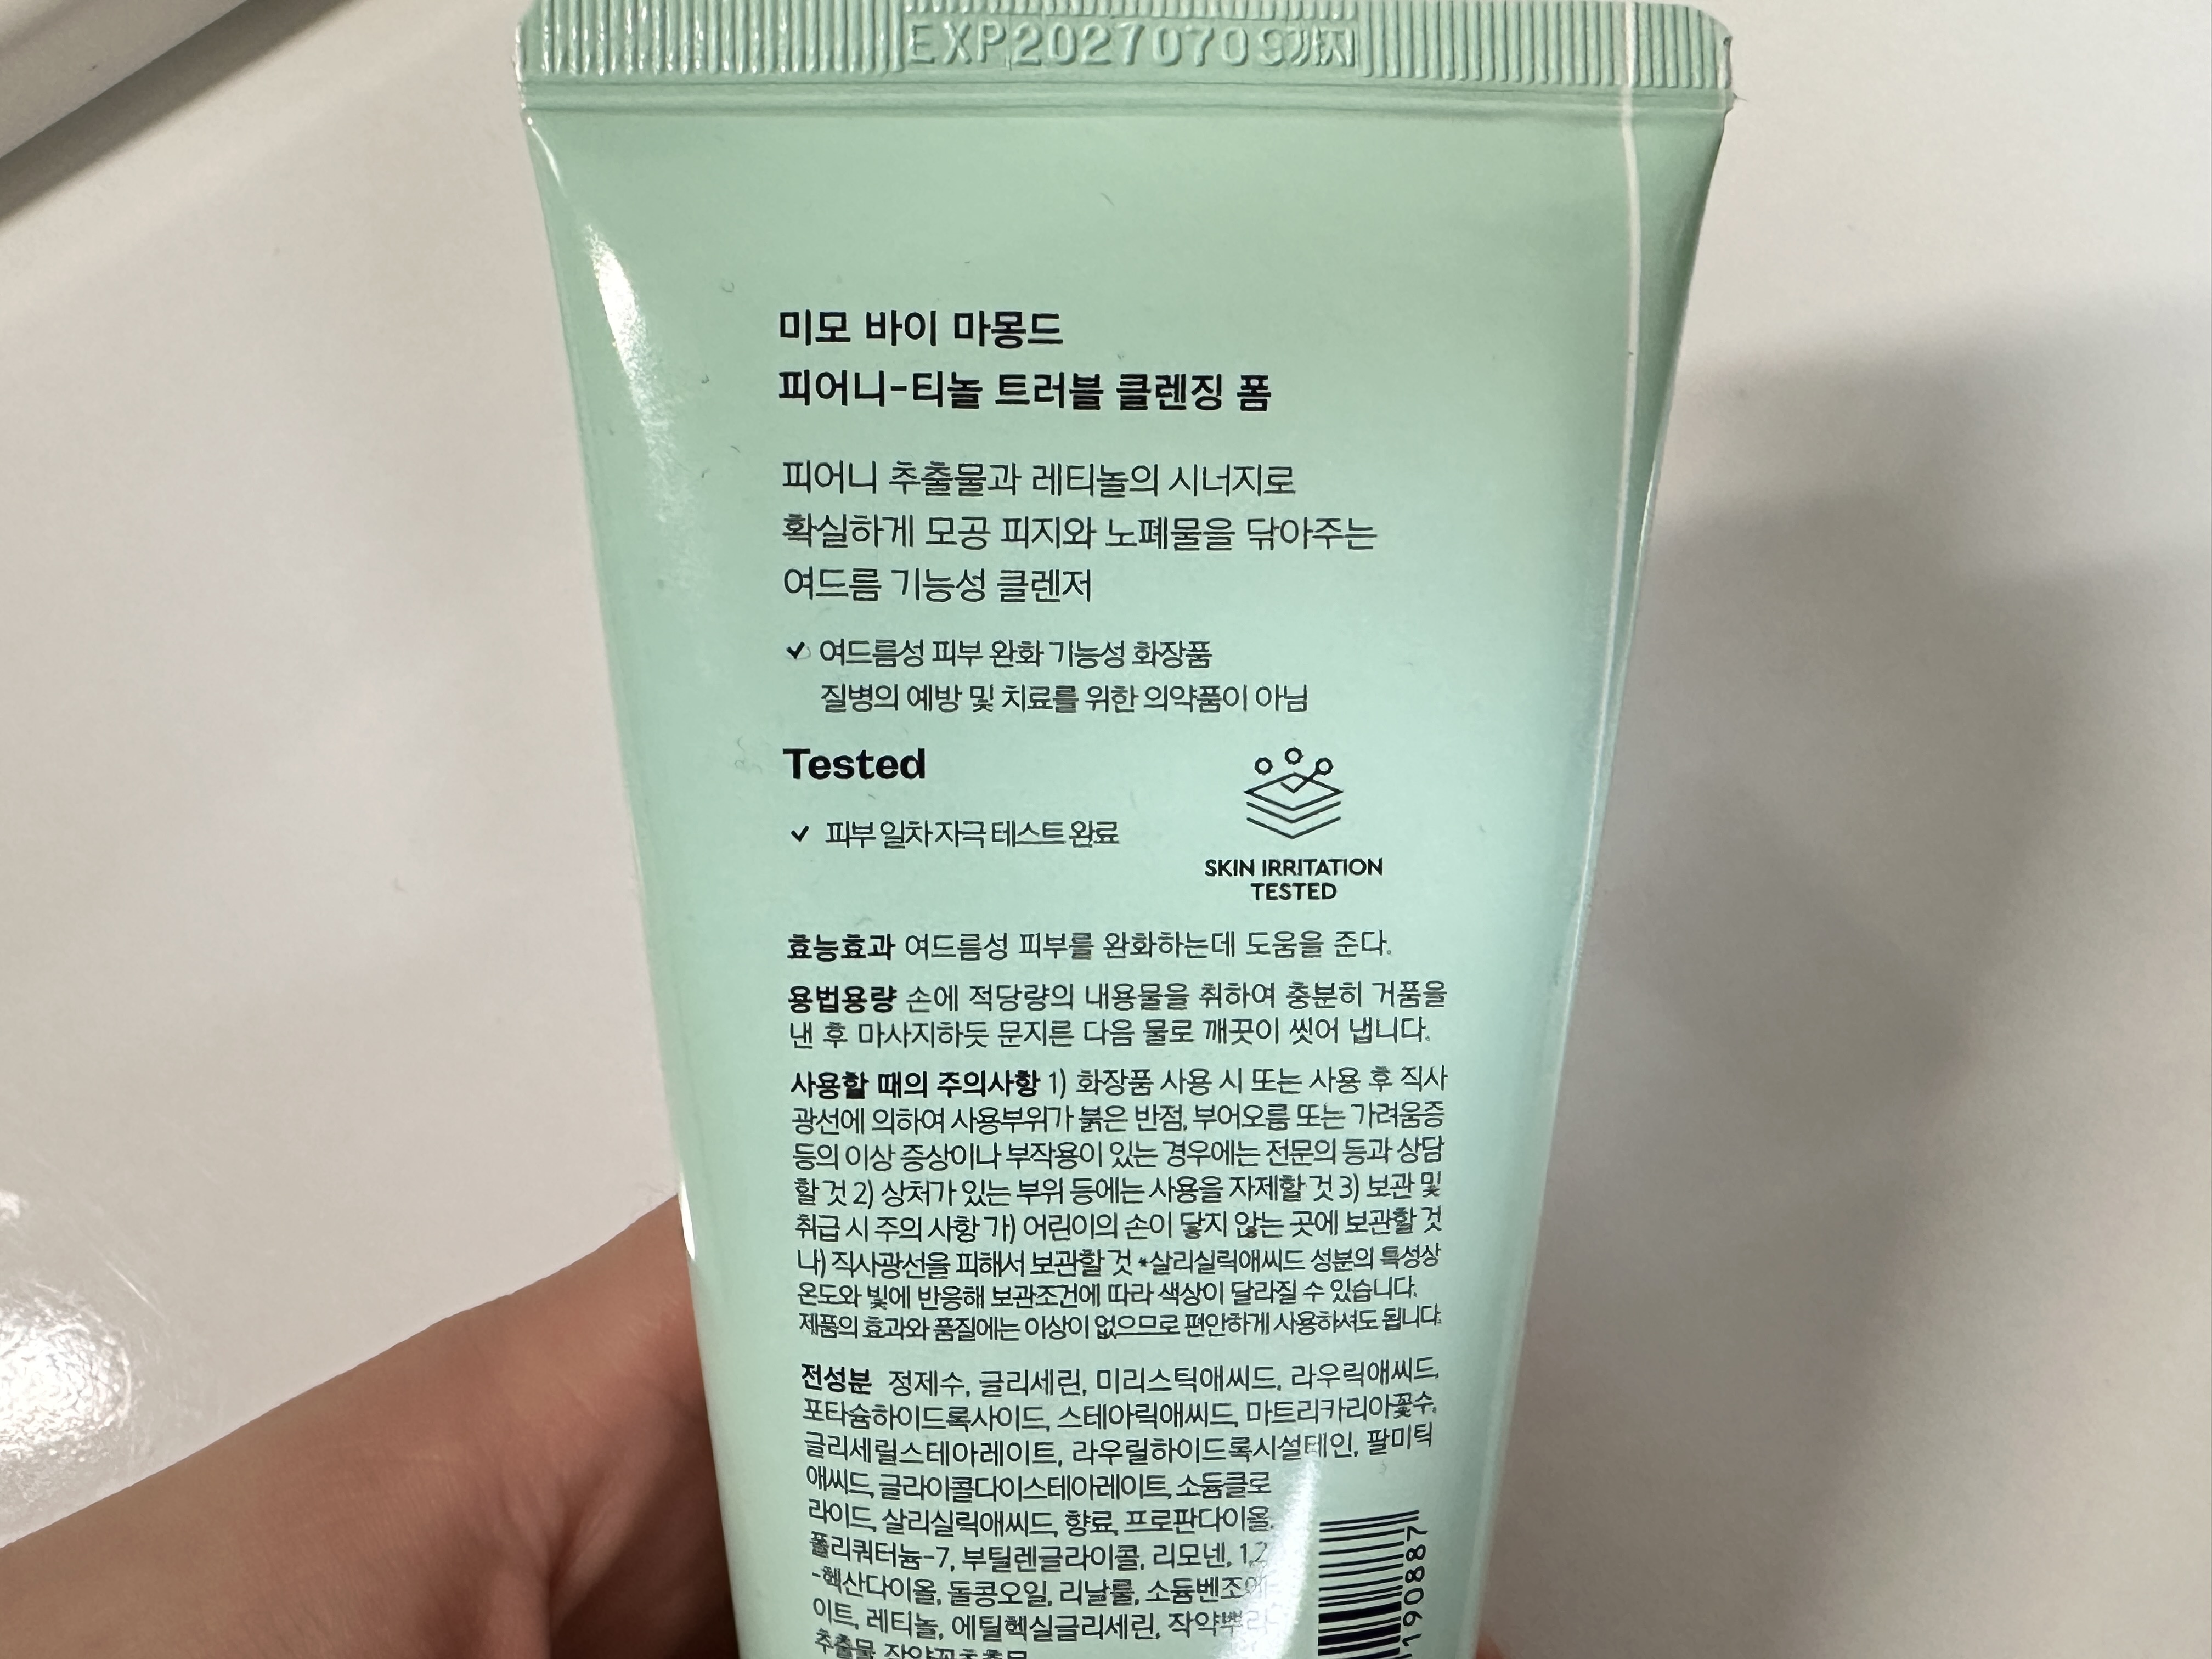 EXP20270709까지
미모 바이 마몽드
피어니-티놀 트러블 클렌징 폼
피어니 추출물과 레티놀의 시너지로
확실하게 모공 피지와 노폐물을 닦아주는
여드름 기능성 클렌저
✓ 여드름성 피부 완화 기능성 화장품
질병의 예방 및 치료를 위한 의약품이 아님
Tested
✓ 피부 일차 자극 테스트 완료
SKIN IRRITATION
TESTED
효능효과 여드름성 피부를 완화하는데 도움을 준다.
용법용량 손에 적당량의 내용물을 취하여 충분히 거품을
낸 후 마사지하듯 문지른 다음 물로 깨끗이 씻어 냅니다.
사용할 때의 주의사항 1) 화장품 사용 시 또는 사용 후 직사
광선에 의하여 사용부위가 붉은 반점, 부어오름 또는 가려움증
등의 이상 증상이나 부작용이 있는 경우에는 전문의 등과 상담
할 것 2) 상처가 있는 부위 등에는 사용을 자제할 것 3) 보관 및
취급 시 주의 사항 가) 어린이의 손이 닿지 않는 곳에 보관할 것
나) 직사광선을 피해서 보관할 것 *살리실릭애씨드 성분의 특성상
온도와 빛에 반응해 보관조건에 따라 색상이 달라질 수 있습니다.
제품의 효과와 품질에는 이상이 없으므로 편안하게 사용하셔도 됩니다.
전성분 정제수, 글리세린, 미리스틱애씨드, 라우릭애씨드,
포타슘하이드록사이드, 스테아릭애씨드, 마트리카리아꽃수,
글리세릴스테아레이트, 라우릴하이드록시설테인, 팔미틱
애씨드, 글라이콜다이스테아레이트, 소듐클로
라이드, 살리실릭애씨드, 향료, 프로판다이올,
폴리쿼터늄-7, 부틸렌글라이콜, 리모넨, 1,2
-헥산다이올, 돌콩오일, 리날룰, 소듐벤조에
이트, 레티놀, 에틸헥실글리세린, 작약뿌리
추출물, 작약꽃추출물
1190887